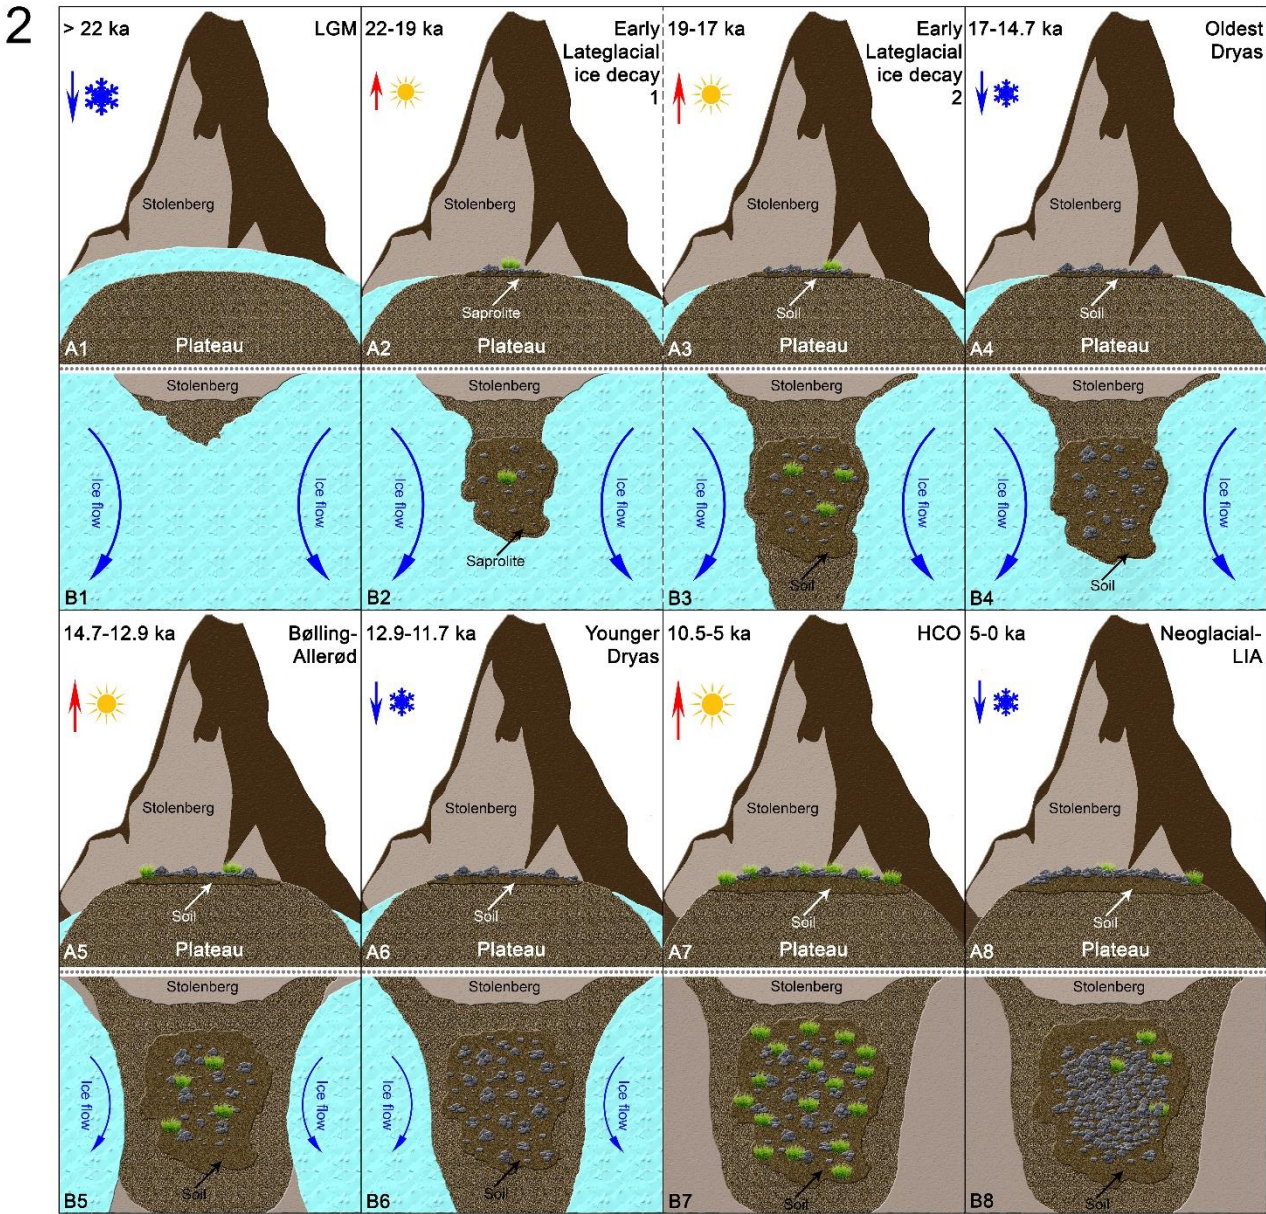 2
> 22 ka
LGM
Stolenberg
Plateau
A1
22-19 ka
Early
Lateglacial
ice decay
1
Stolenberg
Saprolite
Plateau
A2
19-17 ka
Early
Lateglacial
ice decay
2
Stolenberg
Soil
Plateau
A3
17-14.7 ka
Oldest
Dryas
Stolenberg
Soil
Plateau
A4
Stolenberg
Ice flow
Ice flow
B1
Stolenberg
Ice flow
Ice flow
Saprolite
B2
Stolenberg
Ice flow
Ice flow
Soil
B3
Stolenberg
Ice flow
Ice flow
Soil
B4
14.7-12.9 ka
Bølling-
Allerød
Stolenberg
Soil
Plateau
A5
12.9-11.7 ka
Younger
Dryas
Stolenberg
Soil
Plateau
A6
10.5-5 ka
HCO
Stolenberg
Soil
Plateau
A7
5-0 ka
Neoglacial-
LIA
Stolenberg
Soil
Plateau
A8
Stolenberg
Ice flow
Ice flow
Soil
B5
Stolenberg
Ice flow
Ice flow
Soil
B6
Stolenberg
Soil
B7
Stolenberg
Soil
B8